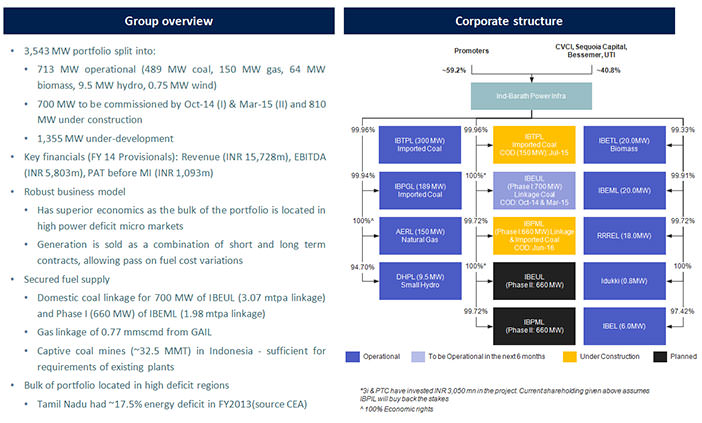 Group overview
• 3,543 MW portfolio split into:
• 713 MW operational (489 MW coal, 150 MW gas, 64 MW
biomass, 9.5 MW hydro, 0.75 MW wind)
• 700 MW to be commissioned by Oct-14 (I) & Mar-15 (II) and 810
MW under construction
• 1,355 MW under-development
• Key financials (FY 14 Provisionals): Revenue (INR 15,728m), EBITDA
(INR 5,803m), PAT before MI (INR 1,093m)
• Robust business model
• Has superior economics as the bulk of the portfolio is located in
high power deficit micro markets
• Generation is sold as a combination of short and long term
contracts, allowing pass on fuel cost variations
• Secured fuel supply
• Domestic coal linkage for 700 MW of IBEUL (3.07 mtpa linkage)
and Phase I (660 MW) of IBEML (1.98 mtpa linkage)
• Gas linkage of 0.77 mmscmd from GAIL
• Captive coal mines (~32.5 MMT) in Indonesia - sufficient for
requirements of existing plants
• Bulk of portfolio located in high deficit regions
• Tamil Nadu had ~17.5% energy deficit in FY2013(source CEA)
Corporate structure
Promoters
CVCI, Sequoia Capital,
Bessemer, UTI
~59.2%
~40.8%
Ind-Barath Power Infra
99.96%
IBTPL (300 MW)
Imported Coal
99.96%
IBTPL
Imported Coal
COD (150 MW): Jul-15
IBETL (20.0MW)
Biomass
99.33%
99.94%
IBPGL (189 MW)
Imported Coal
100%*
IBEUL
(Phase I:700 MW)
Linkage Coal
COD: Oct-14 & Mar-15
IBEML (20.0MW)
99.91%
100%^
AERL (150 MW)
Natural Gas
99.72%
IBPML
(Phase I:660 MW) Linkage
& Imported Coal
COD: Jun-16
RRREL (18.0MW)
99.72%
94.70%
DHPL (9.5 MW)
Small Hydro
100%*
IBEUL
(Phase II: 660 MW)
Idukki (0.8MW)
100%
99.72%
IBPML
(Phase II: 660 MW)
IBEL (6.0MW)
97.42%
Operational
To be Operational in the next 6 months
Under Construction
Planned
*3i & PTC have invested INR 3,050 mn in the project. Current shareholding given above assumes
IBPIL will buy back the stakes
^ 100% Economic rights